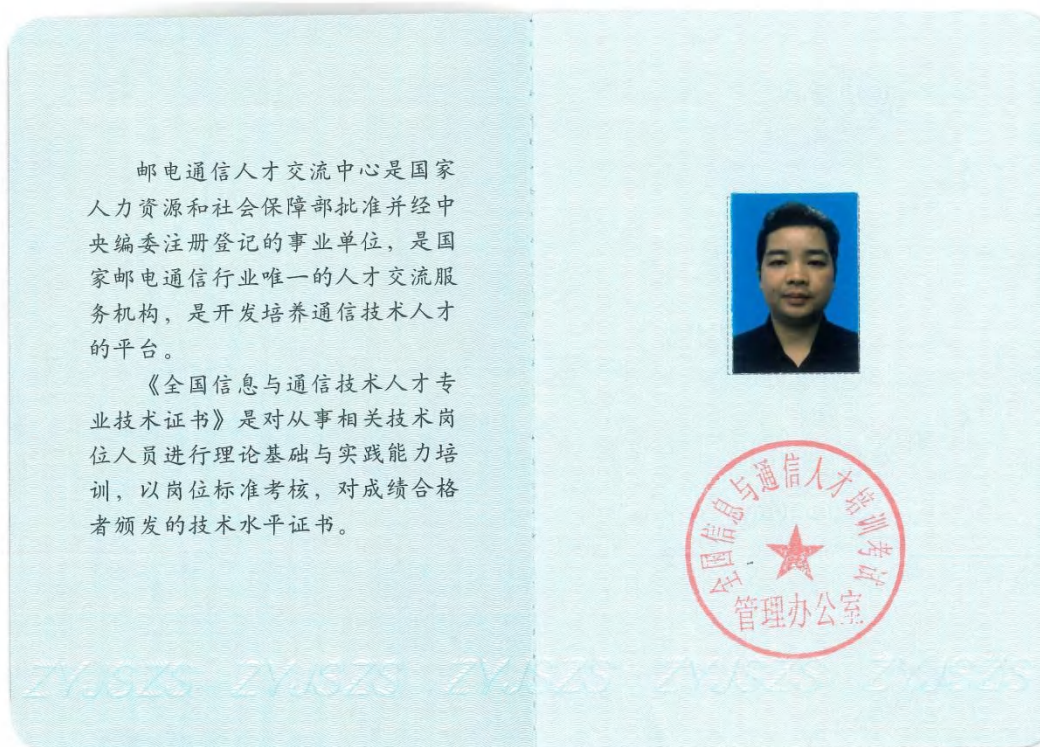 邮电通信人才交流中心是国家
人力资源和社会保障部批准并经中
央编委注册登记的事业单位，是国
家邮电通信行业唯一的人才交流服
务机构，是开发培养通信技术人才
的平台。
《全国信息与通信技术人才专
业技术证书》是对从事相关技术岗
位人员进行理论基础与实践能力培
训，以岗位标准考核，对成绩合格
者颁发的技术水平证书。
全国信息与通信人才培训考试
管理办公室
ZYJSZS ZYJSZS ZYJSZS ZYJSZS ZYJSZS